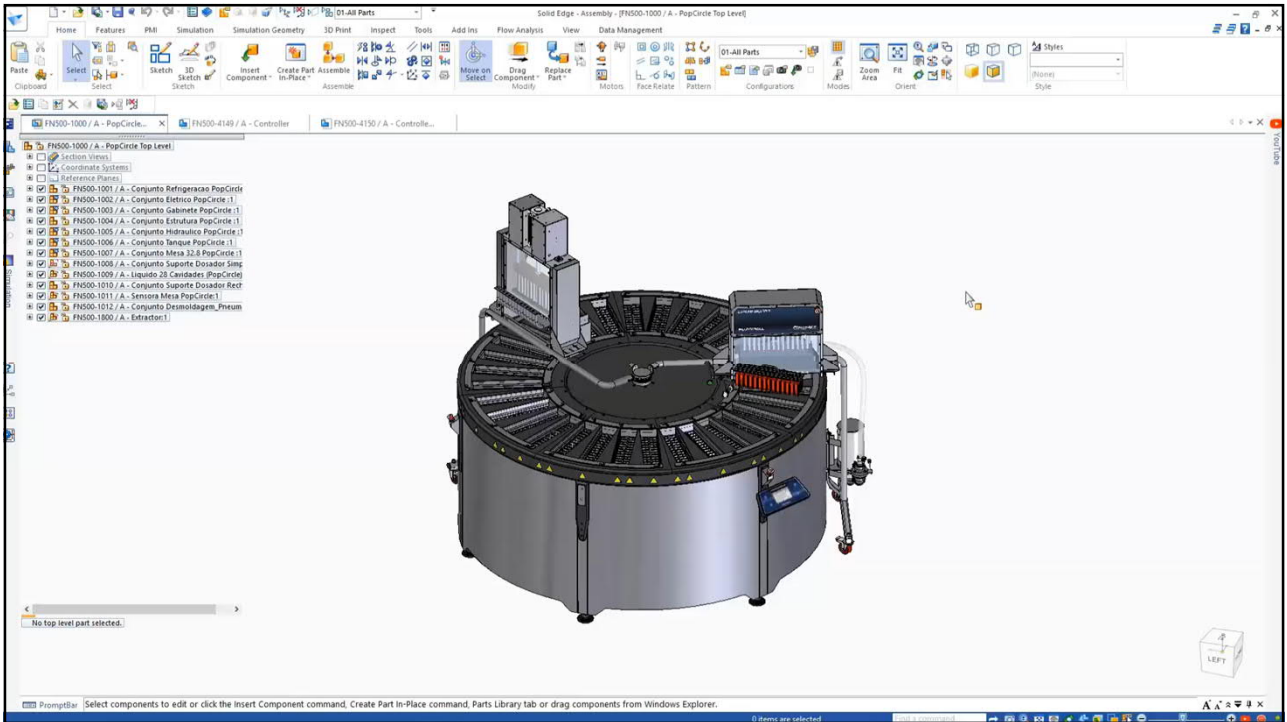 01-All Parts
Solid Edge - Assembly - [FN500-1000 / A - PopCircle Top Level]
Home Features PMI Simulation Simulation Geometry 3D Print Inspect Tools Add Ins Flow Analysis View Data Management
Paste
Clipboard
Select
Select
Sketch
3D Sketch
Sketch
Insert Component
Create Part In-Place
Assemble
Assemble
Move on Select
Drag Component
Replace Part
Modify
Motors
Face Relate
Pattern
01-All Parts
Configurations
Modes
Zoom Area
Fit
Orient
Styles
(None)
Style
FN500-1000 / A - PopCircle...
FN500-4149 / A - Controller
FN500-4150 / A - Controlle...
YouTube
FN500-1000 / A - PopCircle Top Level
Section Views
Coordinate Systems
Reference Planes
FN500-1001 / A - Conjunto Refrigeracao PopCircle
FN500-1002 / A - Conjunto Eletrico PopCircle :1
FN500-1003 / A - Conjunto Gabinete PopCircle :1
FN500-1004 / A - Conjunto Estrutura PopCircle :1
FN500-1005 / A - Conjunto Hidraulico PopCircle :1
FN500-1006 / A - Conjunto Tanque PopCircle :1
FN500-1007 / A - Conjunto Mesa 32.8 PopCircle :1
FN500-1008 / A - Conjunto Suporte Dosador Simp
FN500-1009 / A - Liquido 28 Cavidades (PopCircle)
FN500-1010 / A - Conjunto Suporte Dosador Rech
FN500-1011 / A - Sensora Mesa PopCircle:1
FN500-1012 / A - Conjunto Desmoldagem_Pneum
FN500-1800 / A - Extractor:1
Simulation
No top level part selected.
LEFT
PromptBar
Select components to edit or click the Insert Component command, Create Part In-Place command, Parts Library tab or drag components from Windows Explorer.
0 items are selected
Find a command